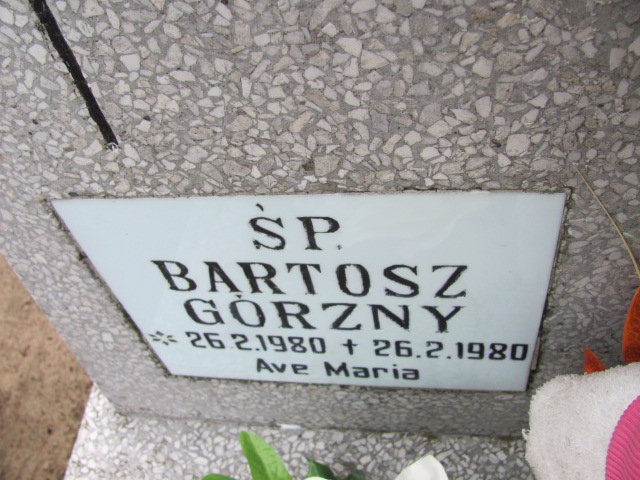 ŚP.
BARTOSZ
GÓRZNY
* 26.2.1980 † 26.2.1980
Ave Maria